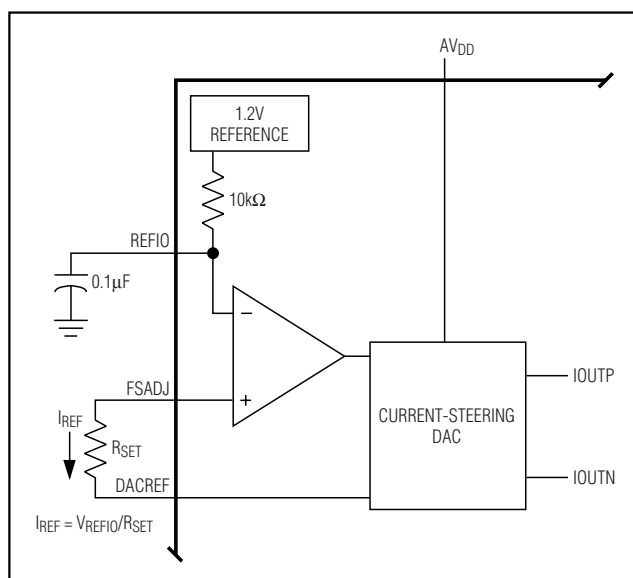 AVDD
1.2V
REFERENCE
10kΩ
REFIO
0.1μF
−
FSADJ
+
IREF
RSET
CURRENT-STEERING
DAC
IOUTP
DACREF
IOUTN
IREF = VREFIO/RSET